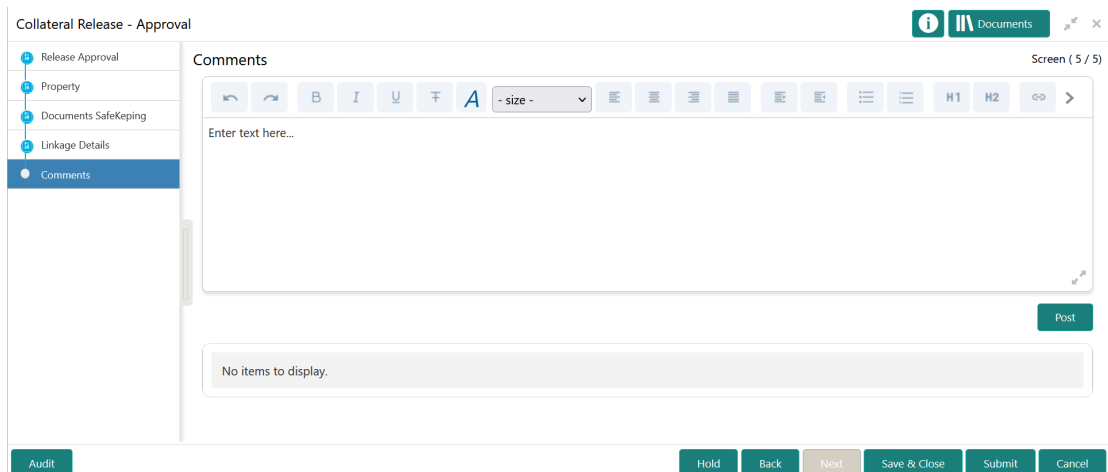 Collateral Release - Approval
Documents
Release Approval
Property
Documents SafeKeping
Linkage Details
Comments
Comments
Screen ( 5 / 5)
B I U T A - size - H1 H2
Enter text here...
Post
No items to display.
Audit
Hold Back Next Save & Close Submit Cancel